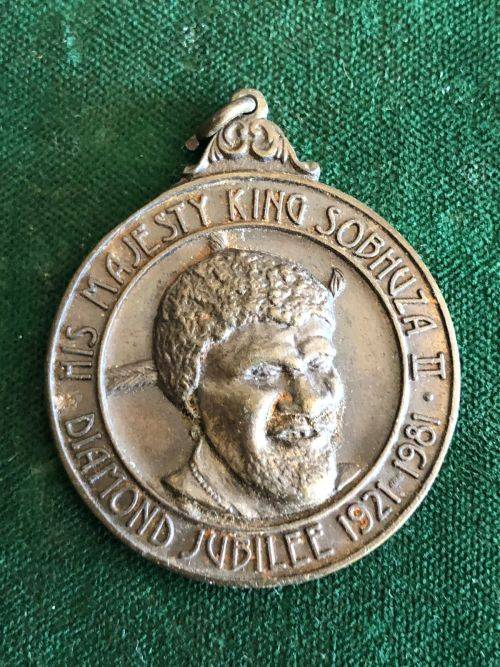 HIS MAJESTY KING SOBHUZA II
DIAMOND JUBILEE 1921-1981